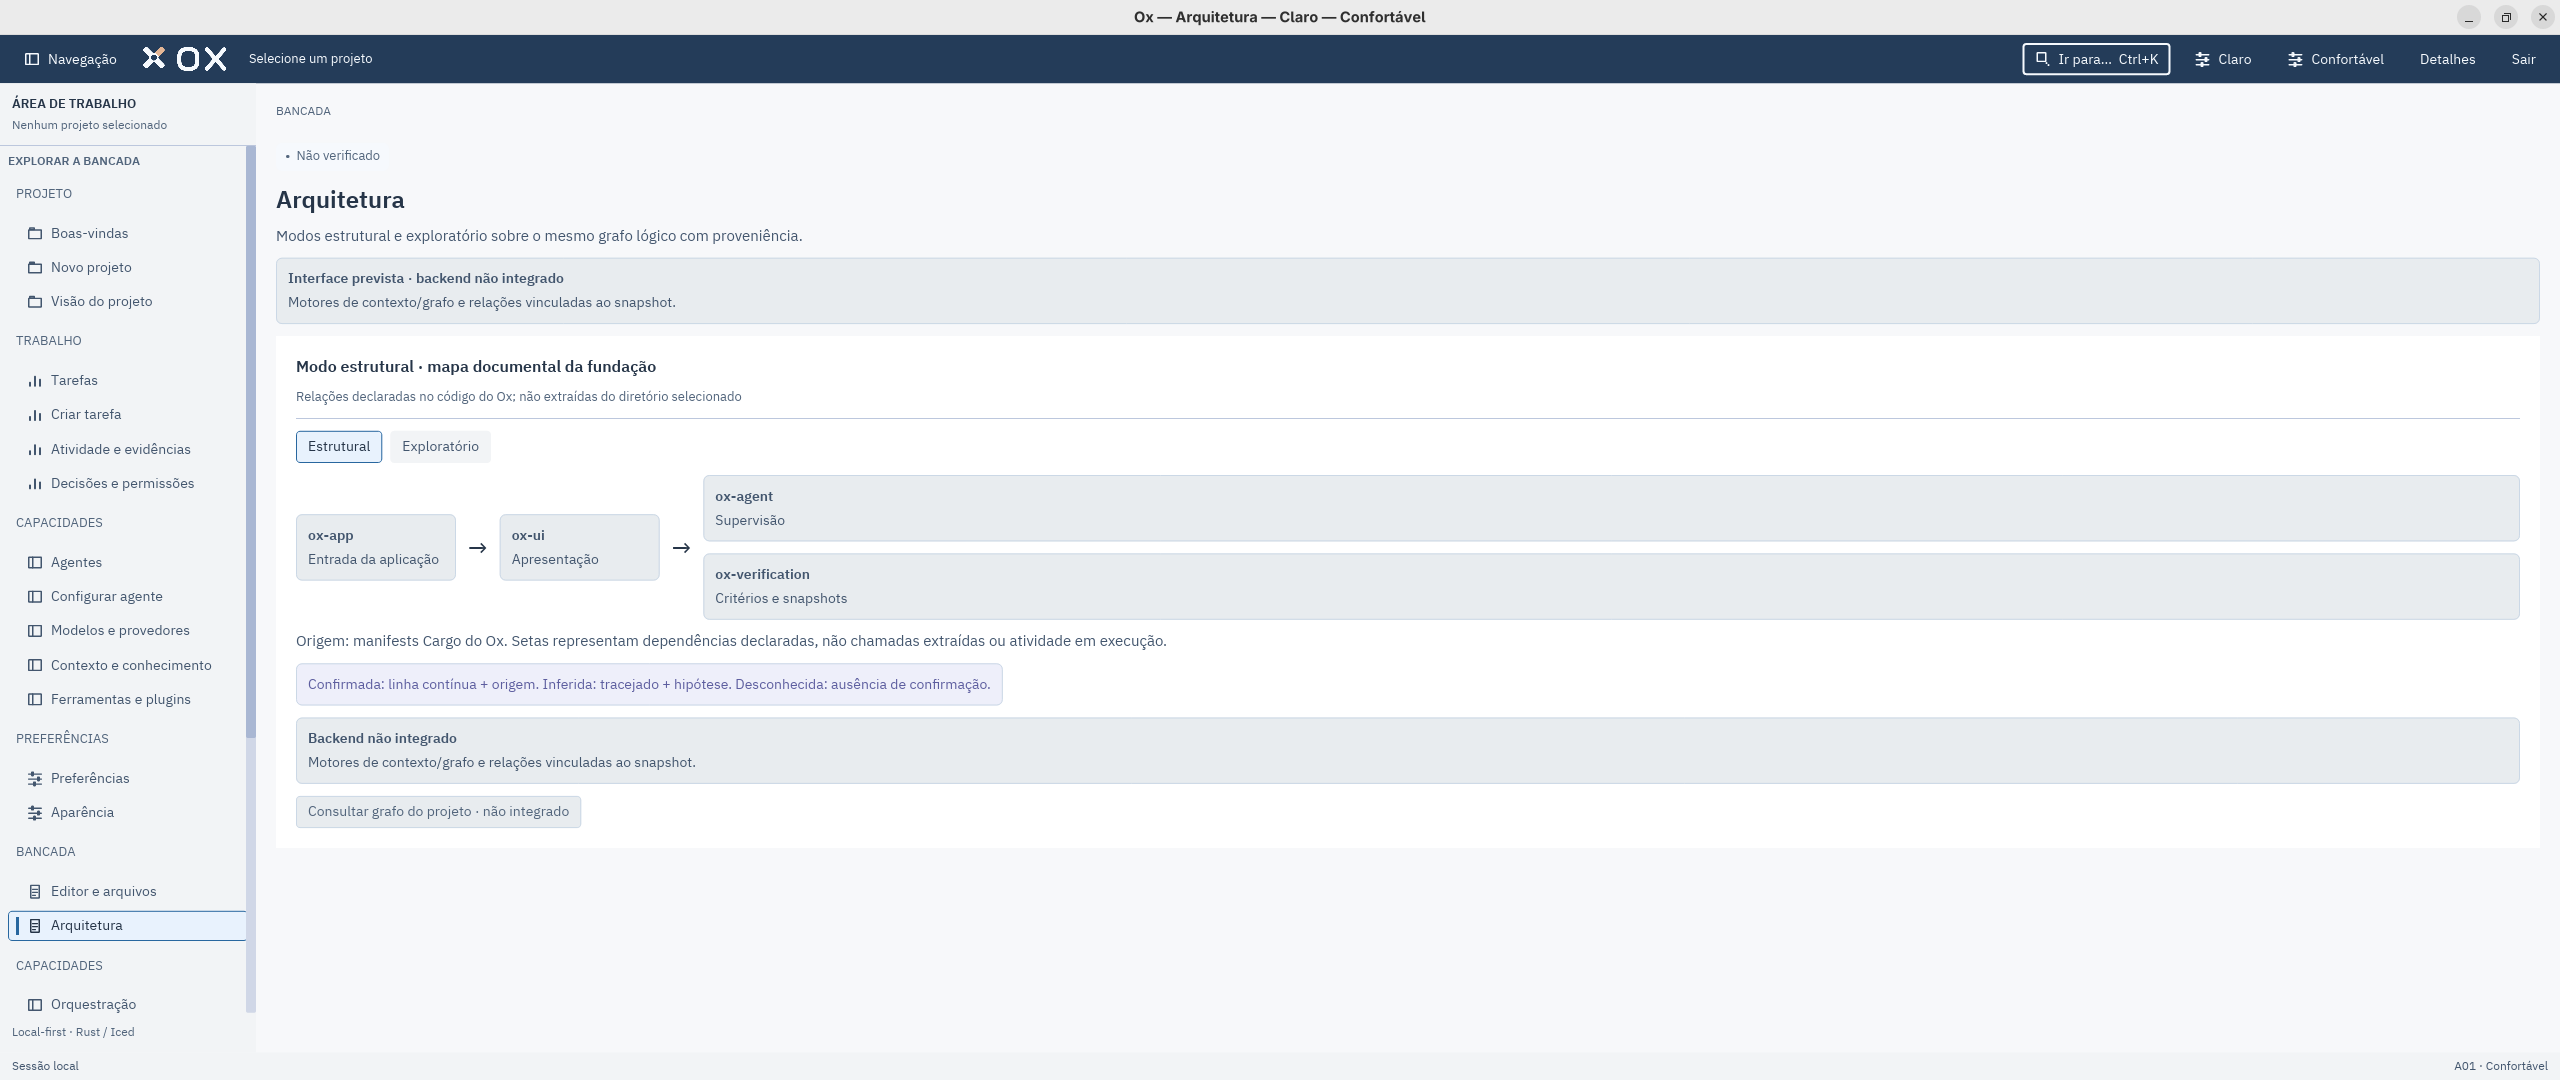 Ox — Arquitetura — Claro — Confortável
Navegação
OX
Selecione um projeto
Ir para... Ctrl+K
Claro
Confortável
Detalhes
Sair
ÁREA DE TRABALHO
Nenhum projeto selecionado
EXPLORAR A BANCADA
PROJETO
Boas-vindas
Novo projeto
Visão do projeto
TRABALHO
Tarefas
Criar tarefa
Atividade e evidências
Decisões e permissões
CAPACIDADES
Agentes
Configurar agente
Modelos e provedores
Contexto e conhecimento
Ferramentas e plugins
PREFERÊNCIAS
Preferências
Aparência
BANCADA
Editor e arquivos
Arquitetura
CAPACIDADES
Orquestração
Local-first · Rust / Iced
BANCADA
• Não verificado
Arquitetura
Modos estrutural e exploratório sobre o mesmo grafo lógico com proveniência.
Interface prevista · backend não integrado
Motores de contexto/grafo e relações vinculadas ao snapshot.
Modo estrutural · mapa documental da fundação
Relações declaradas no código do Ox; não extraídas do diretório selecionado
Estrutural
Exploratório
ox-app
Entrada da aplicação
→
ox-ui
Apresentação
→
ox-agent
Supervisão
ox-verification
Critérios e snapshots
Origem: manifests Cargo do Ox. Setas representam dependências declaradas, não chamadas extraídas ou atividade em execução.
Confirmada: linha contínua + origem. Inferida: tracejado + hipótese. Desconhecida: ausência de confirmação.
Backend não integrado
Motores de contexto/grafo e relações vinculadas ao snapshot.
Consultar grafo do projeto · não integrado
Sessão local
A01 · Confortável